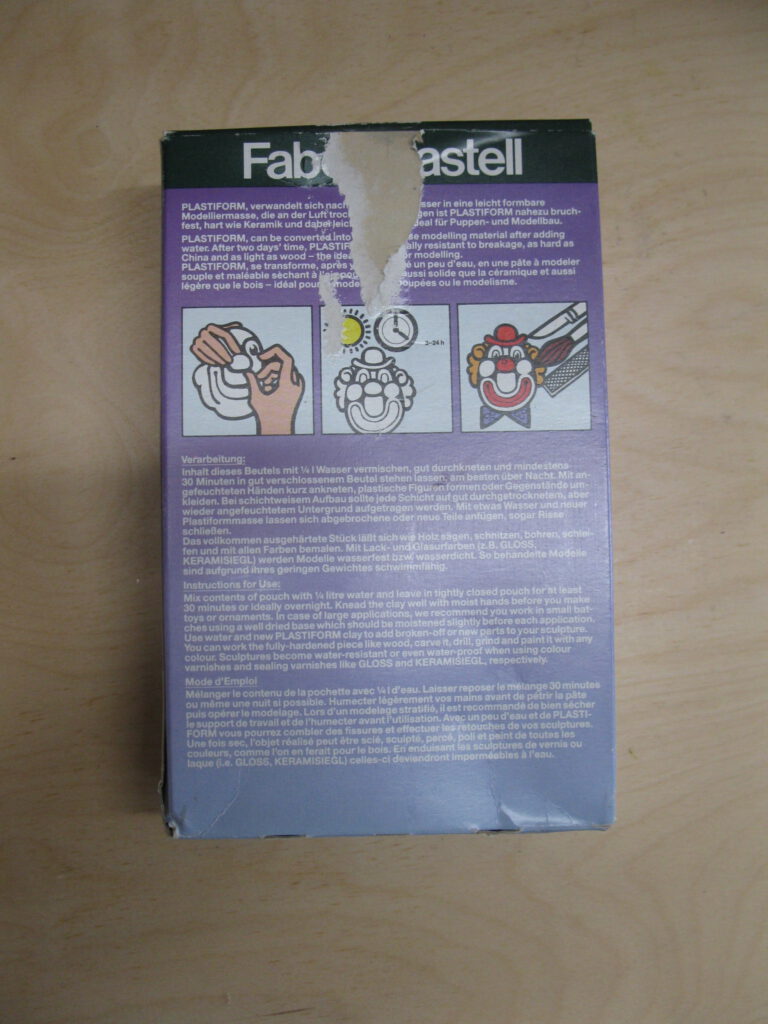 Fab astell
PLASTIFORM, verwandelt sich nach sser in eine leicht formbare
Modelliermasse, die an der Luft troc gen ist PLASTIFORM nahezu bruch-
fest, hart wie Keramik und dabei leic deal für Puppen- und Modellbau.
PLASTIFORM, can be converted into se modelling material after adding
water. After two days' time, PLASTIF ally resistant to breakage, as hard as
China and as light as wood – the idea or modelling.
PLASTIFORM, se transforme, après y é un peu d'eau, en une pâte à modeler
souple et maléable séchant à l'ai aussi solide que la céramique et aussi
légère que le bois – idéal pou mode oupées ou le modelisme.
2–24 h
Verarbeitung:
Inhalt dieses Beutels mit ¼ l Wasser vermischen, gut durchkneten und mindestens
30 Minuten in gut verschlossenem Beutel stehen lassen, am besten über Nacht. Mit an-
gefeuchteten Händen kurz ankneten, plastische Figuren formen oder Gegenstände um-
kleiden. Bei schichtweisem Aufbau sollte jede Schicht auf gut durchgetrocknetem, aber
wieder angefeuchtetem Untergrund aufgetragen werden. Mit etwas Wasser und neuer
Plastiformmasse lassen sich abgebrochene oder neue Teile anfügen, sogar Risse
schließen.
Das vollkommen ausgehärtete Stück läßt sich wie Holz sägen, schnitzen, bohren, schlei-
fen und mit allen Farben bemalen. Mit Lack- und Glasurfarben (z.B. GLOSS,
KERAMISIEGL) werden Modelle wasserfest bzw. wasserdicht. So behandelte Modelle
sind aufgrund ihres geringen Gewichtes schwimmfähig.
Instructions for Use:
Mix contents of pouch with ¼ litre water and leave in tightly closed pouch for at least
30 minutes or ideally overnight. Knead the clay well with moist hands before you make
toys or ornaments. In case of large applications, we recommend you work in small bat-
ches using a well dried base which should be moistened slightly before each application.
Use water and new PLASTIFORM clay to add broken-off or new parts to your sculpture.
You can work the fully-hardened piece like wood, carve it, drill, grind and paint it with any
colour. Sculptures become water-resistant or even water-proof when using colour
varnishes and sealing varnishes like GLOSS and KERAMISIEGL, respectively.
Mode d'Emploi
Mélanger le contenu de la pochette avec ¼ l d'eau. Laisser reposer le mélange 30 minutes
ou même une nuit si possible. Humecter légèrement vos mains avant de pétrir la pâte
puis opérer le modelage. Lors d'un modelage stratifié, il est recommandé de bien sécher
le support de travail et de l'humecter avant l'utilisation. Avec un peu d'eau et de PLASTI-
FORM vous pourrez combler des fissures et effectuer les retouches de vos sculptures.
Une fois sec, l'objet réalisé peut être scié, sculpté, percé, poli et peint de toutes les
couleurs, comme l'on en ferait pour le bois. En enduisant les sculptures de vernis ou
laque (i.e. GLOSS, KERAMISIEGL) celles-ci deviendront imperméables à l'eau.